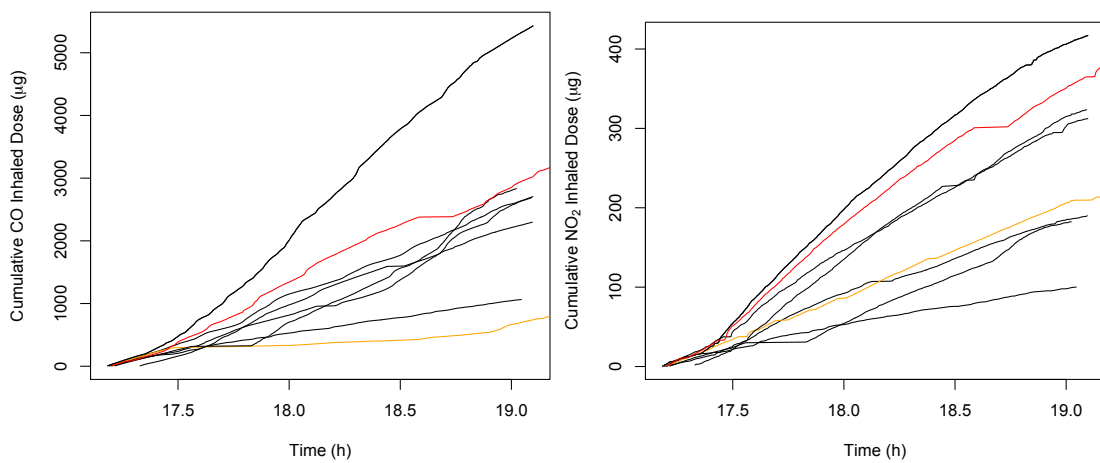 Cumulative CO Inhaled Dose (µg)
5000
4000
3000
2000
1000
0
17.5 18.0 18.5 19.0
Time (h)
Cumulative NO₂ Inhaled Dose (µg)
400
300
200
100
0
17.5 18.0 18.5 19.0
Time (h)